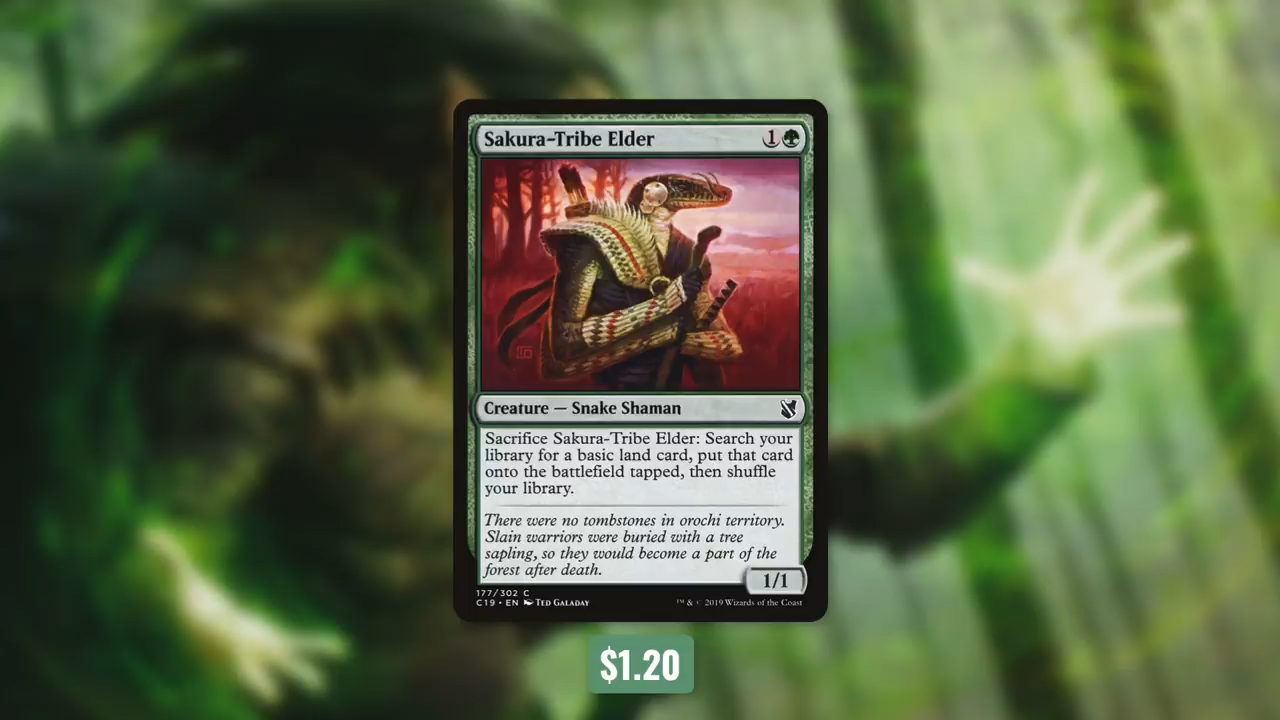 Sakura-Tribe Elder 1
Creature — Snake Shaman
Sacrifice Sakura-Tribe Elder: Search your
library for a basic land card, put that card
onto the battlefield tapped, then shuffle
your library.
There were no tombstones in orochi territory.
Slain warriors were buried with a tree
sapling, so they would become a part of the
forest after death.
1/1
177/302 C
C19 • EN Ted Galaday
™ & © 2019 Wizards of the Coast
$1.20